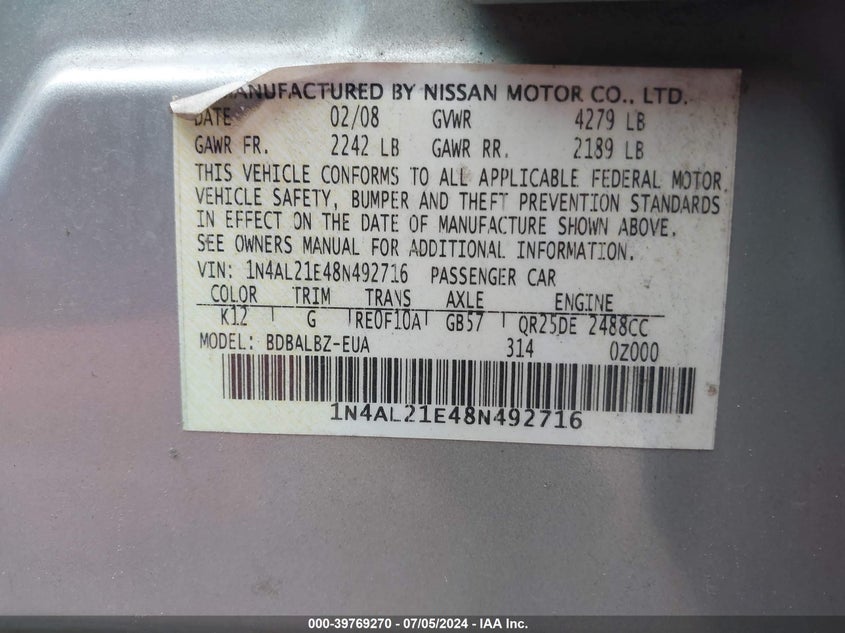 MANUFACTURED BY NISSAN MOTOR CO., LTD.
DATE 02/08 GVWR 4279 LB
GAWR FR. 2242 LB GAWR RR. 2189 LB
THIS VEHICLE CONFORMS TO ALL APPLICABLE FEDERAL MOTOR
VEHICLE SAFETY, BUMPER AND THEFT PREVENTION STANDARDS
IN EFFECT ON THE DATE OF MANUFACTURE SHOWN ABOVE.
SEE OWNERS MANUAL FOR ADDITIONAL INFORMATION.
VIN: 1N4AL21E48N492716 PASSENGER CAR
COLOR TRIM TRANS AXLE ENGINE
K12 G RE0F10A GB57 QR25DE 2488CC
MODEL: BDBALBZ-EUA 314 0Z000
1N4AL21E48N492716
000-39769270 - 07/05/2024 - IAA Inc.